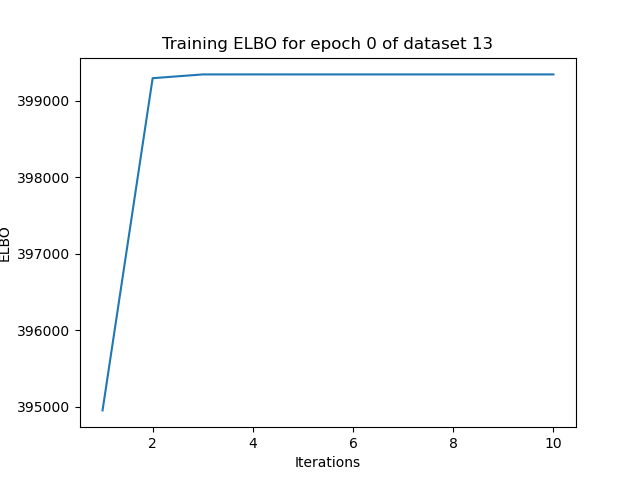 Training ELBO for epoch 0 of dataset 13
399000
398000
397000
396000
395000
ELBO
2 4 6 8 10
Iterations